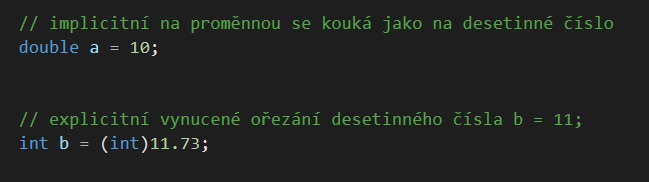 // implicitní na proměnnou se kouká jako na desetinné číslo
double a = 10;
// explicitní vynucené ořezání desetinného čísla b = 11;
int b = (int)11.73;